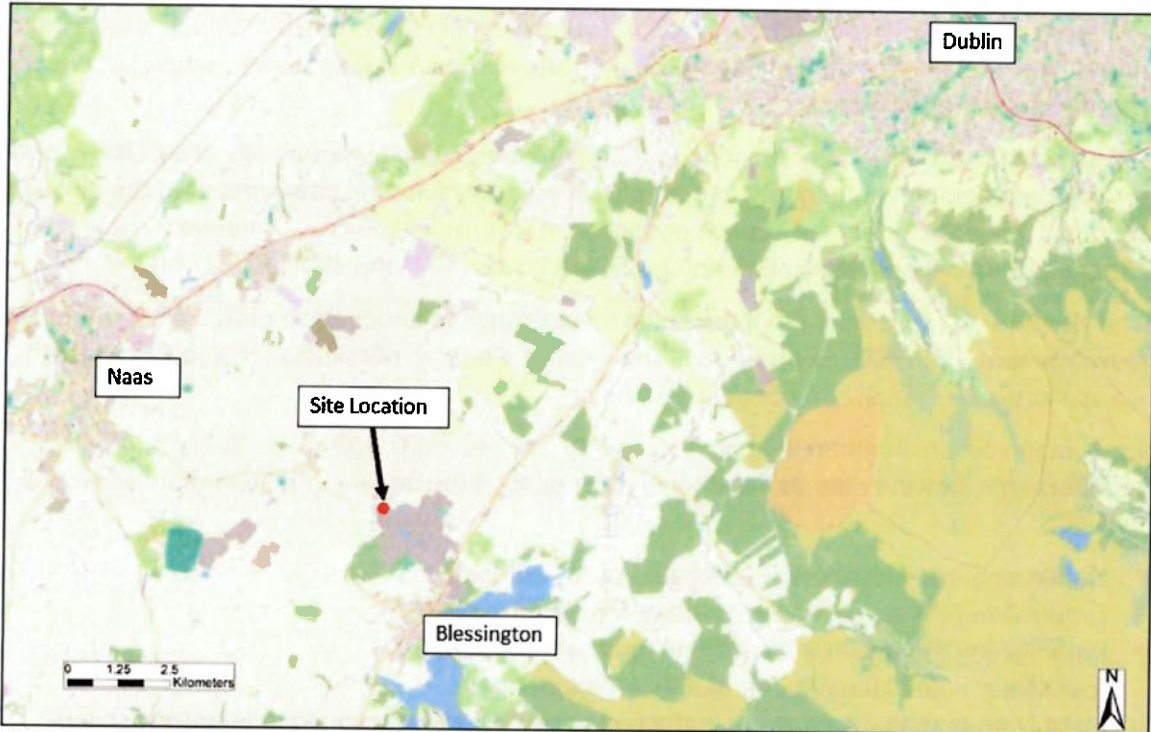 Dublin
Naas
Site Location
Blessington
0 1.25 2.5
Kilometers
N